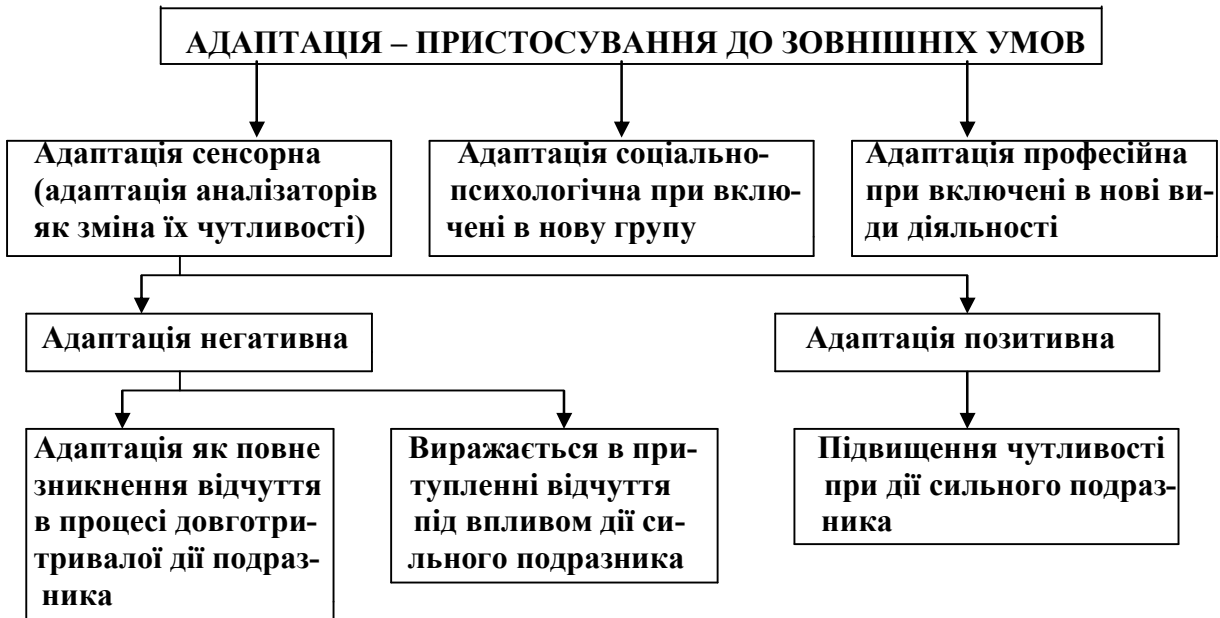 АДАПТАЦІЯ – ПРИСТОСУВАННЯ ДО ЗОВНІШНІХ УМОВ
Адаптація сенсорна
(адаптація аналізаторів
як зміна їх чутливості)
Адаптація соціально-
психологічна при вклю-
чені в нову групу
Адаптація професійна
при включені в нові ви-
ди діяльності
Адаптація негативна
Адаптація позитивна
Адаптація як повне
зникнення відчуття
в процесі довготри-
тривалої дії подраз-
ника
Виражається в при-
тупленні відчуття
під впливом дії си-
льного подразника
Підвищення чутливості
при дії сильного подраз-
ника